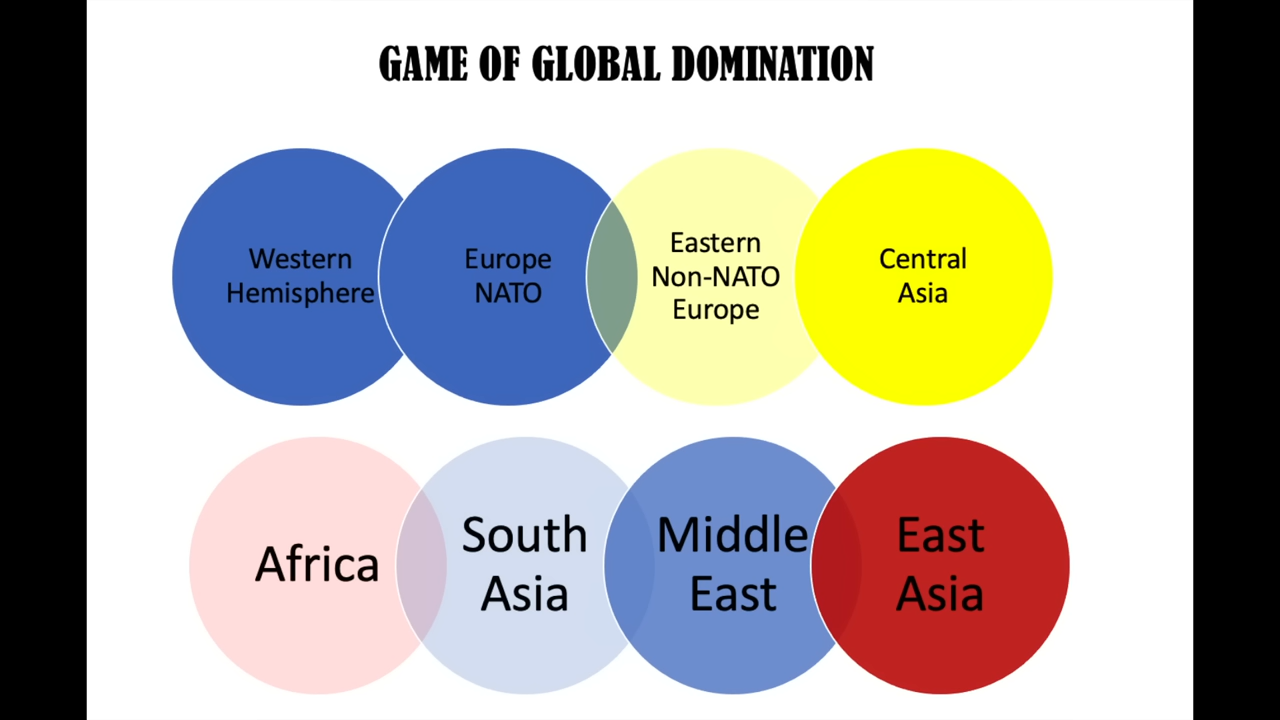 GAME OF GLOBAL DOMINATION
Western
Hemisphere
Europe
NATO
Eastern
Non-NATO
Europe
Central
Asia
Africa
South
Asia
Middle
East
East
Asia